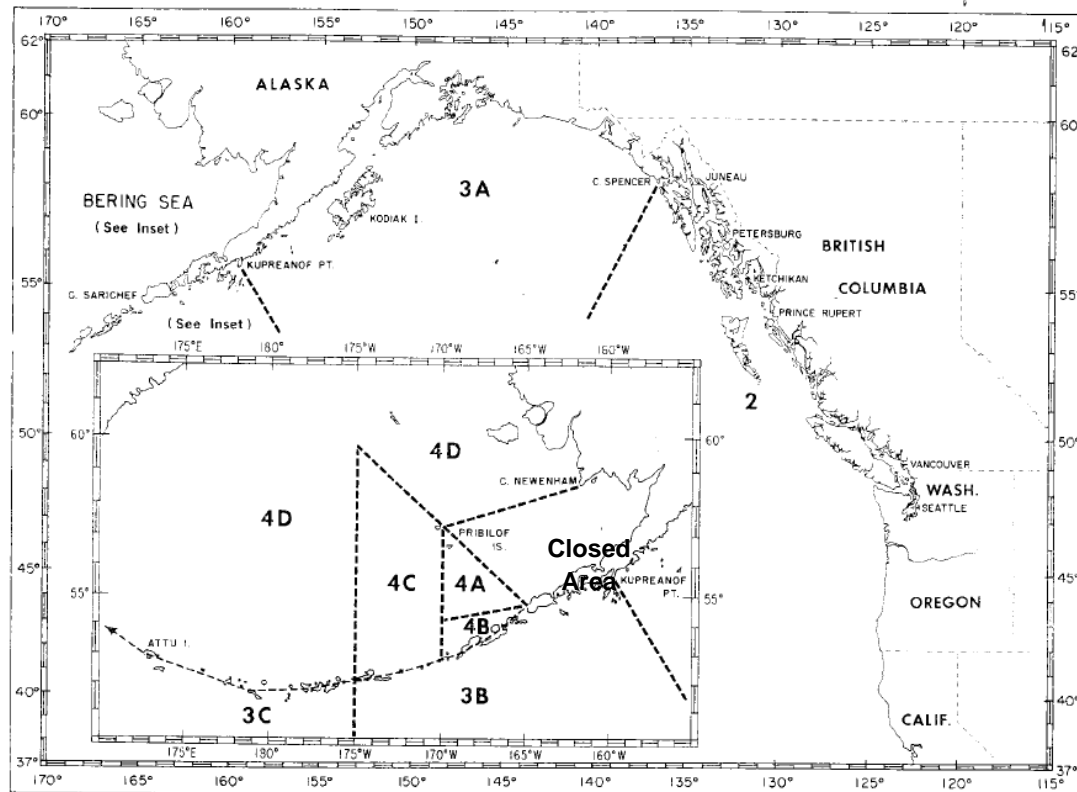 170° 165° 160° 155° 150° 145° 140° 135° 130° 125° 120° 115°
62° 62
ALASKA
60° 60°
C. SPENCER
JUNEAU
3A
BERING SEA
(See Inset)
KODIAK I.
PETERSBURG
BRITISH
COLUMBIA
KUPREANOF PT.
KETCHIKAN
55° 55°
C. SARICHEF
PRINCE RUPERT
(See Inset)
175°E 180° 175°W 170°W 165°W 160°W
2
50° 50°
60° 60°
4D
C. NEWENHAM
VANCOUVER
WASH.
SEATTLE
4D
PRIBILOF
IS.
Closed
Area
4C
4A
KUPREANOF
PT.
45° 45°
55° 55°
OREGON
4B
ATTU I.
40° 40°
3B
3C
CALIF.
175°E 180° 175°W 170°W 165°W 160°W
37° 37°
170° 165° 160° 155° 150° 145° 140° 135° 130° 125° 120° 115°